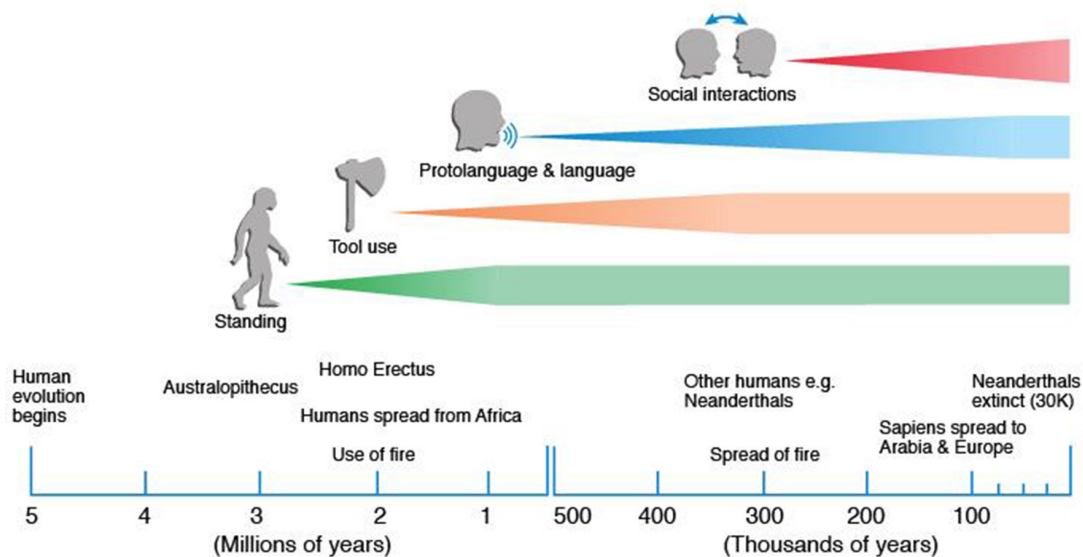 Social interactions
Protolanguage & language
Tool use
Standing
Human
evolution
begins
Australopithecus
Homo Erectus
Humans spread from Africa
Use of fire
Other humans e.g.
Neanderthals
Spread of fire
Neanderthals
extinct (30K)
Sapiens spread to
Arabia & Europe
5 4 3 2 1 500 400 300 200 100
(Millions of years) (Thousands of years)